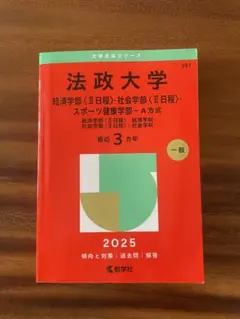 大学赤本シリーズ
法政大学
経済学部〈Ⅱ日程〉・社会学部〈Ⅱ日程〉・
スポーツ健康学部－A方式
経済学部〈Ⅱ日程〉 経済学科
社会学部〈Ⅱ日程〉 社会学科
最近3カ年
一般
2025
傾向と対策｜過去問｜解答
教学社